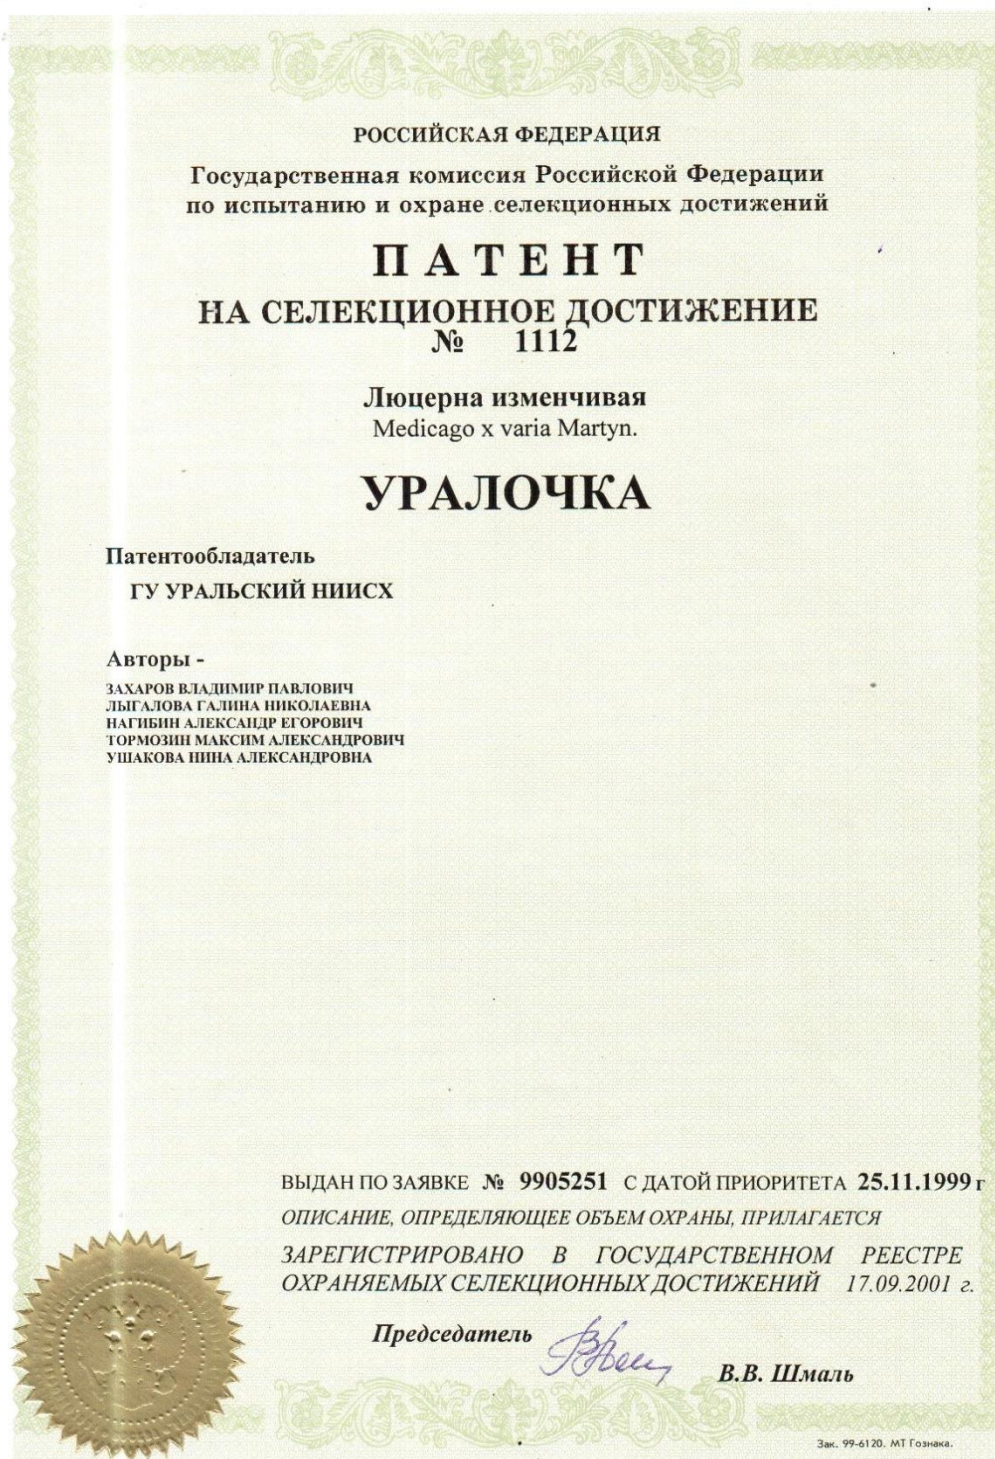 РОССИЙСКАЯ ФЕДЕРАЦИЯ
Государственная комиссия Российской Федерации
по испытанию и охране селекционных достижений
ПАТЕНТ
НА СЕЛЕКЦИОННОЕ ДОСТИЖЕНИЕ
№ 1112
Люцерна изменчивая
Medicago x varia Martyn.
УРАЛОЧКА
Патентообладатель
ГУ УРАЛЬСКИЙ НИИСХ
Авторы -
ЗАХАРОВ ВЛАДИМИР ПАВЛОВИЧ
ЛЫГАЛОВА ГАЛИНА НИКОЛАЕВНА
НАГИБИН АЛЕКСАНДР ЕГОРОВИЧ
ТОРМОЗИН МАКСИМ АЛЕКСАНДРОВИЧ
УШАКОВА НИНА АЛЕКСАНДРОВНА
ВЫДАН ПО ЗАЯВКЕ № 9905251 С ДАТОЙ ПРИОРИТЕТА 25.11.1999 г
ОПИСАНИЕ, ОПРЕДЕЛЯЮЩЕЕ ОБЪЕМ ОХРАНЫ, ПРИЛАГАЕТСЯ
ЗАРЕГИСТРИРОВАНО В ГОСУДАРСТВЕННОМ РЕЕСТРЕ
ОХРАНЯЕМЫХ СЕЛЕКЦИОННЫХ ДОСТИЖЕНИЙ 17.09.2001 г.
Председатель
В.В. Шмаль
Зак. 99-6120. МТ Гознака.